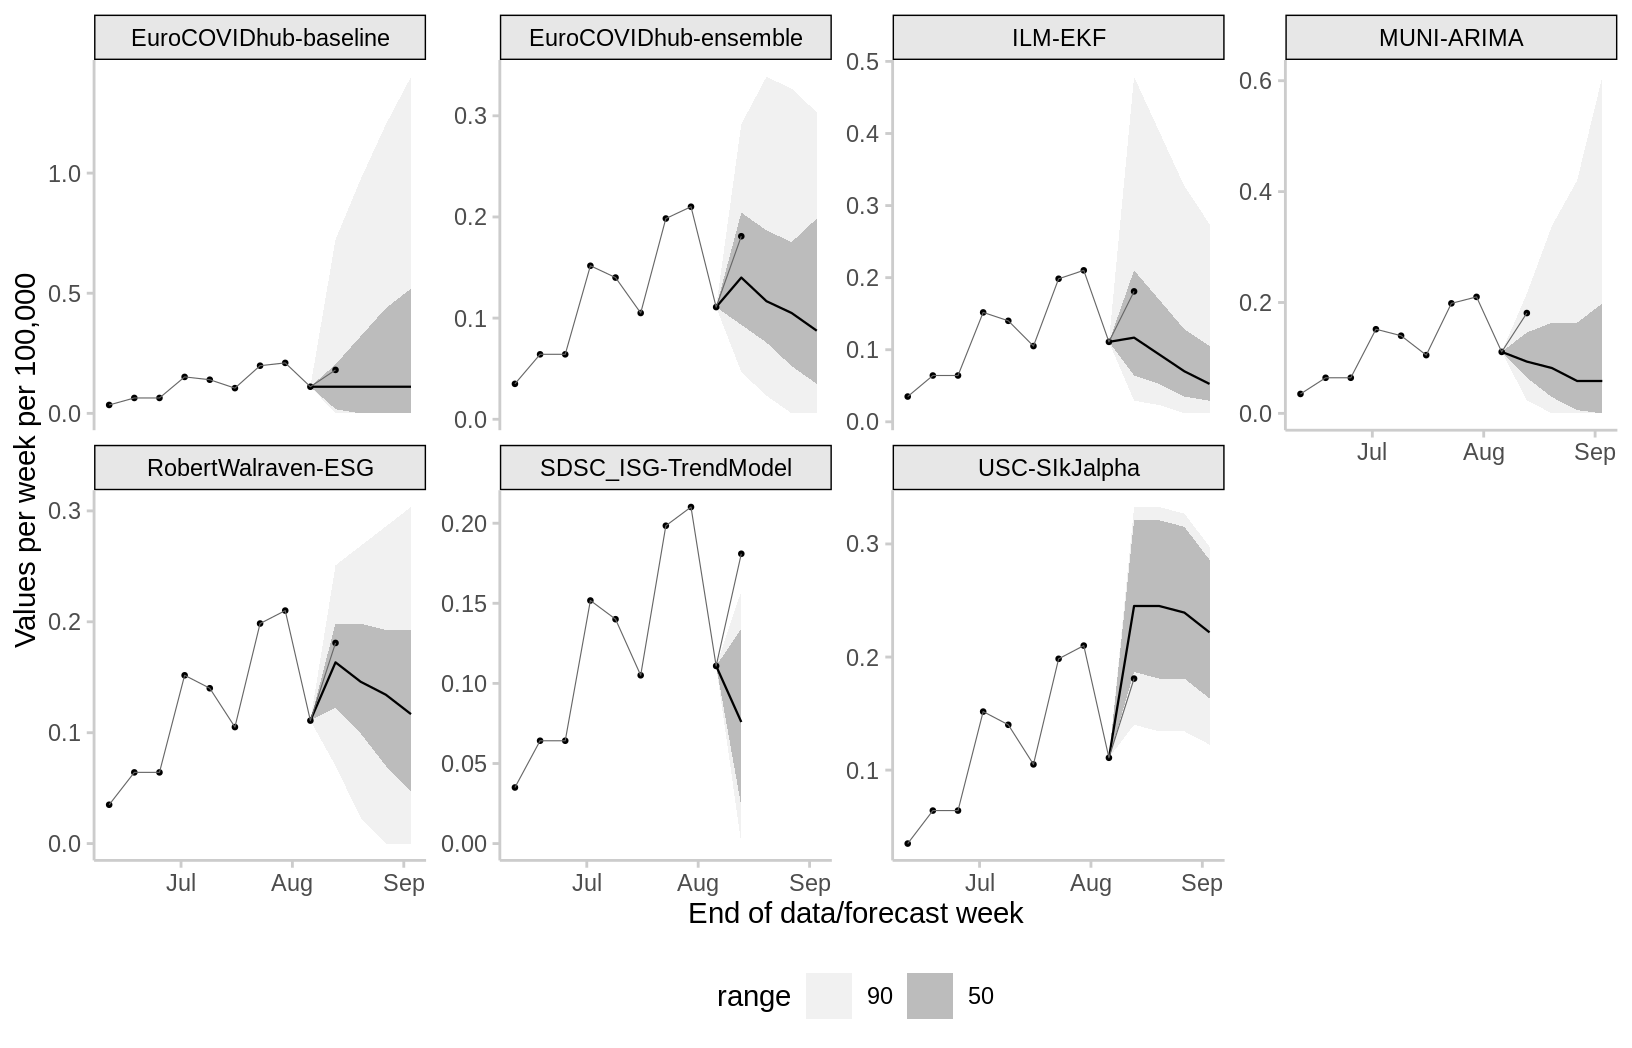 EuroCOVIDhub-baseline
EuroCOVIDhub-ensemble
ILM-EKF
MUNI-ARIMA
1.0
0.5
0.0
0.3
0.2
0.1
0.0
0.5
0.4
0.3
0.2
0.1
0.0
0.6
0.4
0.2
0.0
Jul Aug Sep
Values per week per 100,000
RobertWalraven-ESG
SDSC_ISG-TrendModel
USC-SIkJalpha
0.3
0.2
0.1
0.0
0.20
0.15
0.10
0.05
0.00
0.3
0.2
0.1
Jul Aug Sep
Jul Aug Sep
Jul Aug Sep
End of data/forecast week
range 90 50